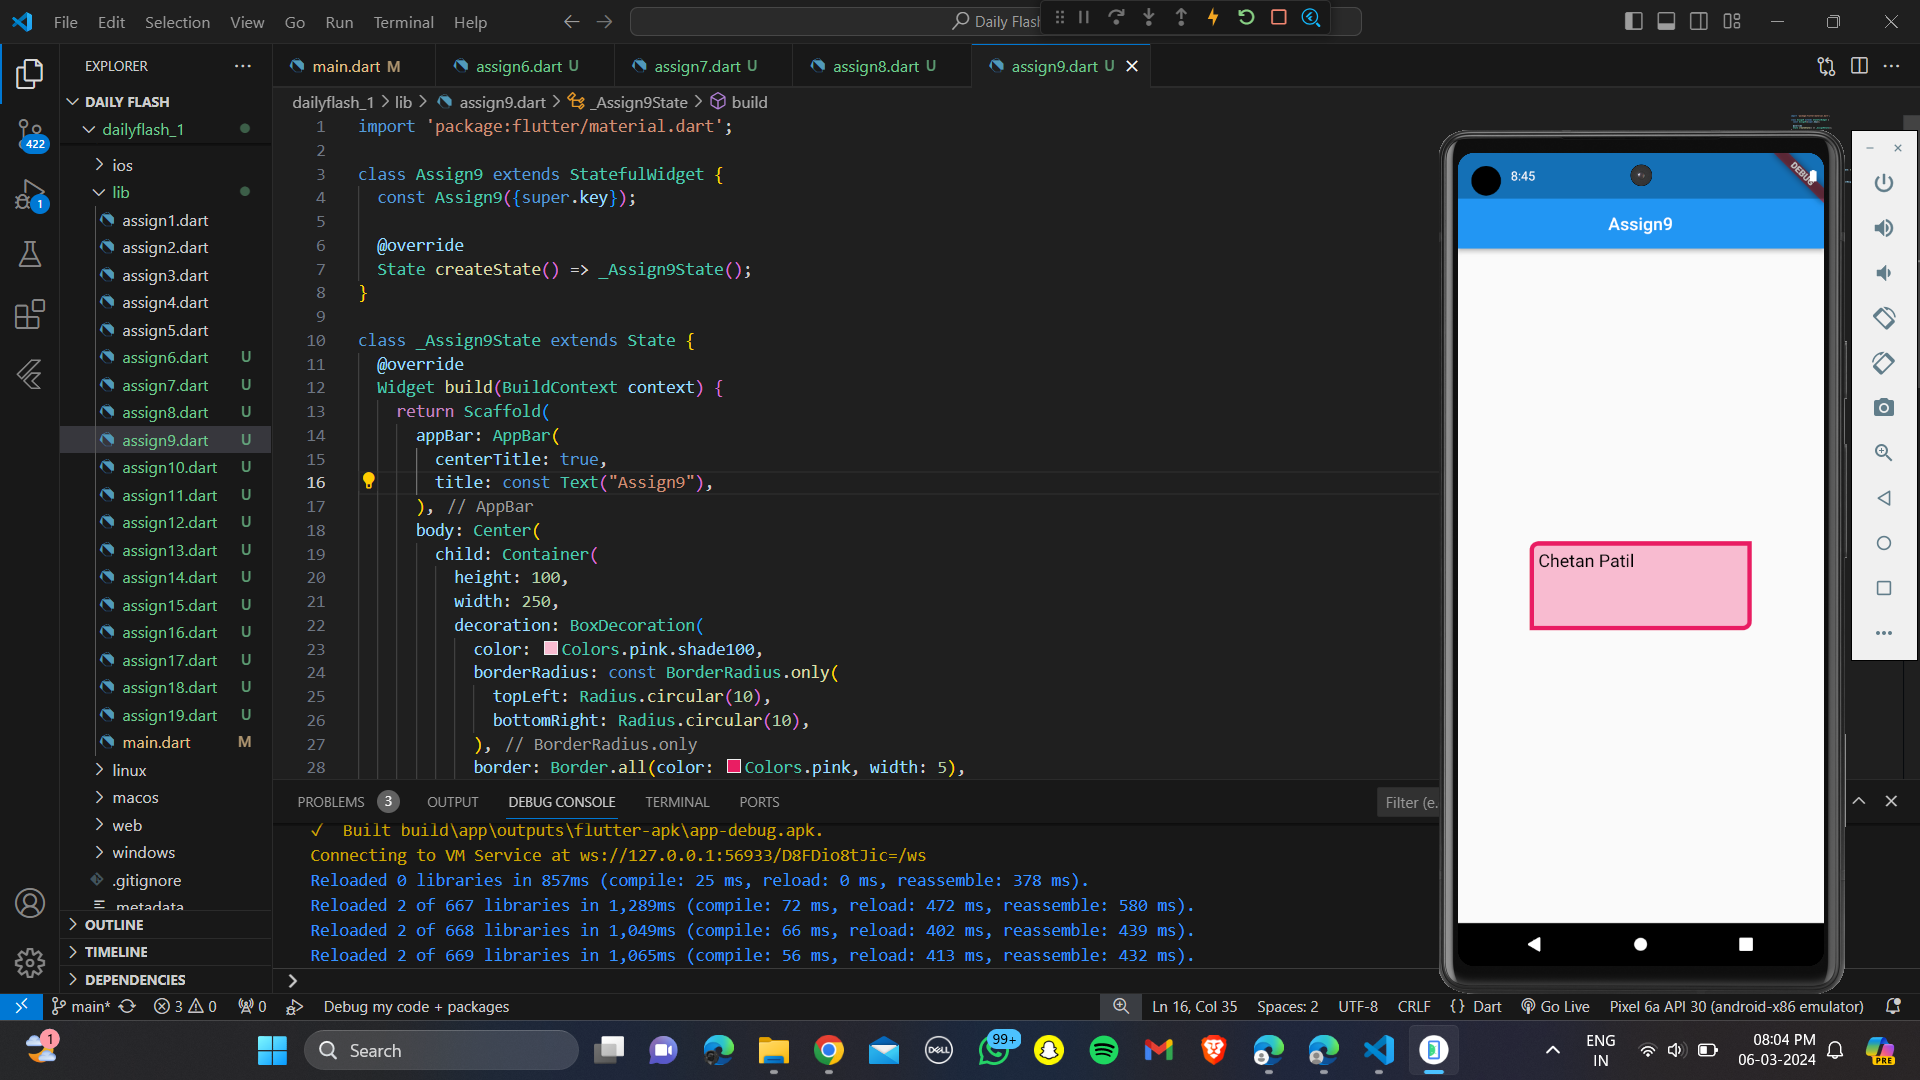 File Edit Selection View Go Run Terminal Help
Daily Flash
EXPLORER
DAILY FLASH
dailyflash_1
ios
lib
assign1.dart
assign2.dart
assign3.dart
assign4.dart
assign5.dart
assign6.dart U
assign7.dart U
assign8.dart U
assign9.dart U
assign10.dart U
assign11.dart U
assign12.dart U
assign13.dart U
assign14.dart U
assign15.dart U
assign16.dart U
assign17.dart U
assign18.dart U
assign19.dart U
main.dart M
linux
macos
web
windows
.gitignore
.metadata
OUTLINE
TIMELINE
DEPENDENCIES
422
1
main.dart M assign6.dart U assign7.dart U assign8.dart U assign9.dart U
dailyflash_1 > lib > assign9.dart > _Assign9State > build
1 import 'package:flutter/material.dart';
2
3 class Assign9 extends StatefulWidget {
4 const Assign9({super.key});
5
6 @override
7 State createState() => _Assign9State();
8 }
9
10 class _Assign9State extends State {
11 @override
12 Widget build(BuildContext context) {
13 return Scaffold(
14 appBar: AppBar(
15 centerTitle: true,
16 title: const Text("Assign9"),
17 ), // AppBar
18 body: Center(
19 child: Container(
20 height: 100,
21 width: 250,
22 decoration: BoxDecoration(
23 color: Colors.pink.shade100,
24 borderRadius: const BorderRadius.only(
25 topLeft: Radius.circular(10),
26 bottomRight: Radius.circular(10),
27 ), // BorderRadius.only
28 border: Border.all(color: Colors.pink, width: 5),
PROBLEMS 3 OUTPUT DEBUG CONSOLE TERMINAL PORTS
Filter (e.
✓ Built build\app\outputs\flutter-apk\app-debug.apk.
Connecting to VM Service at ws://127.0.0.1:56933/D8FDio8tJic=/ws
Reloaded 0 libraries in 857ms (compile: 25 ms, reload: 0 ms, reassemble: 378 ms).
Reloaded 2 of 667 libraries in 1,289ms (compile: 72 ms, reload: 472 ms, reassemble: 580 ms).
Reloaded 2 of 668 libraries in 1,049ms (compile: 66 ms, reload: 402 ms, reassemble: 439 ms).
Reloaded 2 of 669 libraries in 1,065ms (compile: 56 ms, reload: 413 ms, reassemble: 432 ms).
8:45
DEBUG
Assign9
Chetan Patil
main* 3 0 0 Debug my code + packages Ln 16, Col 35 Spaces: 2 UTF-8 CRLF {} Dart Go Live Pixel 6a API 30 (android-x86 emulator)
1
Search
DELL
99+
ENG
IN
08:04 PM
06-03-2024
PRE